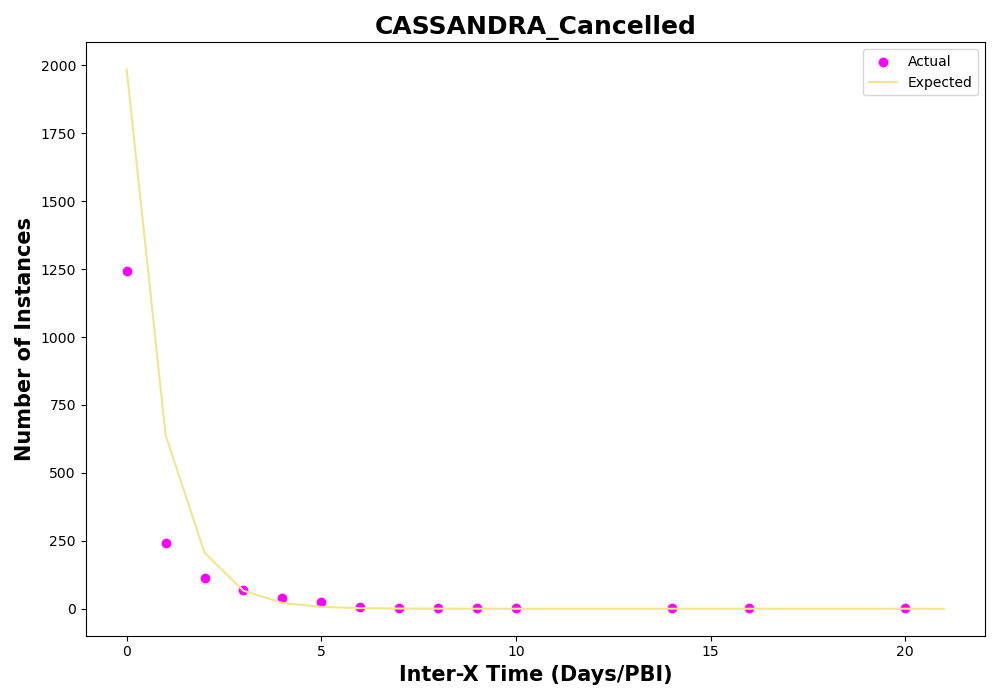 CASSANDRA_Cancelled
Actual
Expected
2000
1750
1500
1250
1000
750
500
250
0
Number of Instances
0
5
10
15
20
Inter-X Time (Days/PBI)